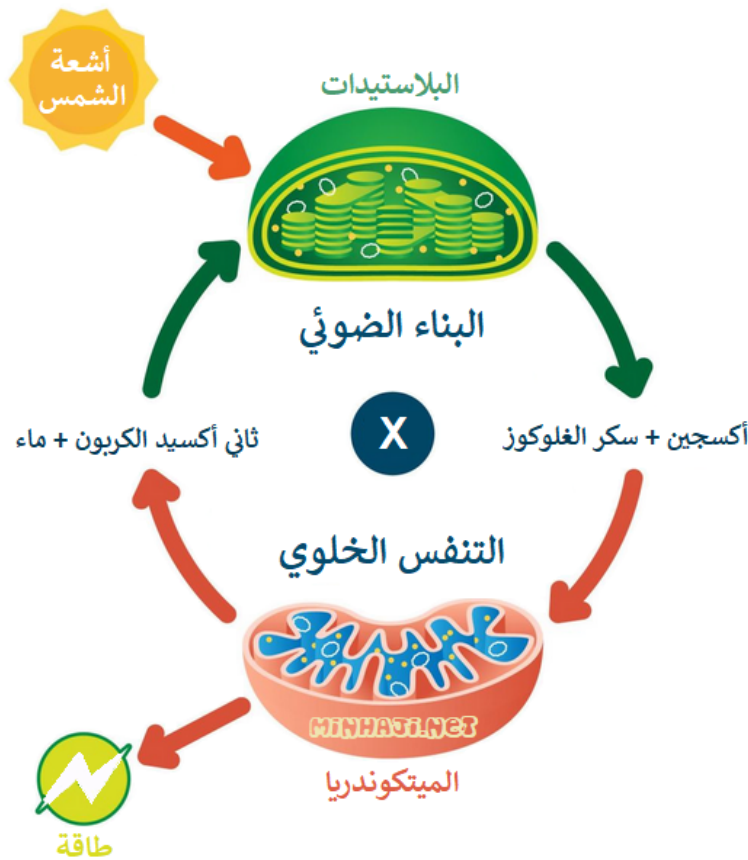 أشعة
الشمس
البلاستيدات
البناء الضوئي
ثاني أكسيد الكربون + ماء
X
أكسجين + سكر الغلوكوز
التنفس الخلوي
MiNHAJi.NET
الميتكوندريا
طاقة